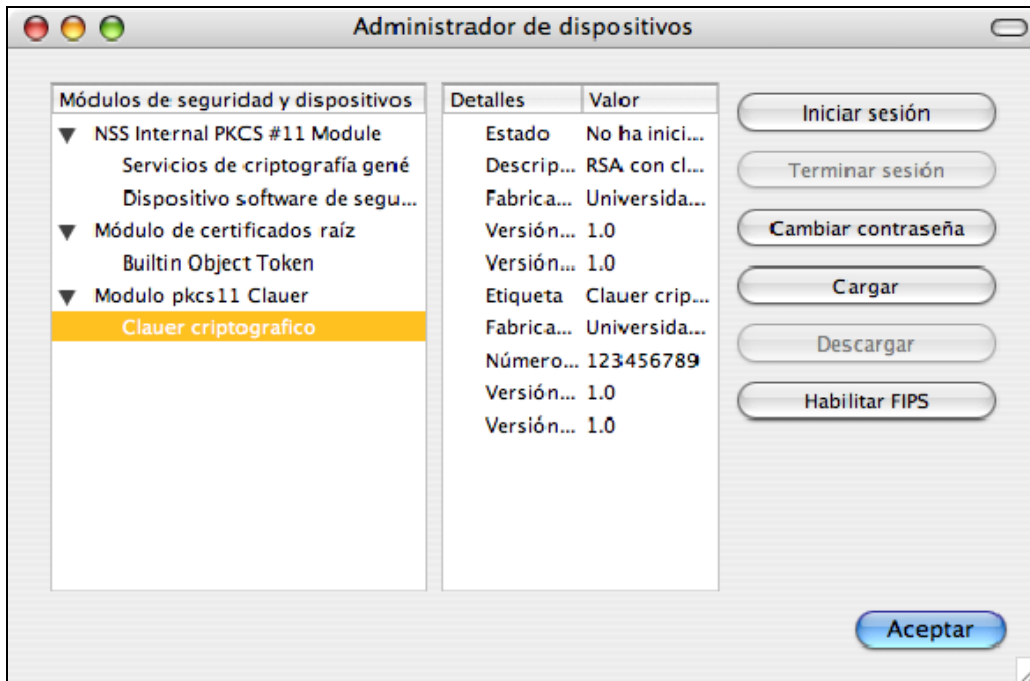 Administrador de dispositivos
Módulos de seguridad y dispositivos
NSS Internal PKCS #11 Module
Servicios de criptografía gené
Dispositivo software de segu...
Módulo de certificados raíz
Builtin Object Token
Modulo pkcs11 Clauer
Clauer criptografico
Detalles Valor
Estado No ha inici...
Descrip... RSA con cl...
Fabrica... Universida...
Versión... 1.0
Versión... 1.0
Etiqueta Clauer crip...
Fabrica... Universida...
Número... 123456789
Versión... 1.0
Versión... 1.0
Iniciar sesión
Terminar sesión
Cambiar contraseña
Cargar
Descargar
Habilitar FIPS
Aceptar